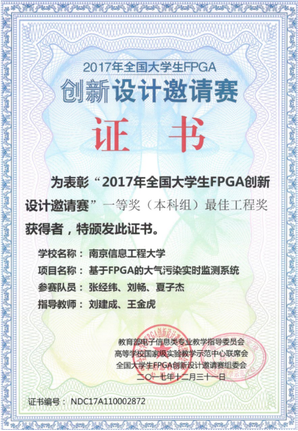 2017年全国大学生FPGA
创新设计邀请赛
证书
为表彰“2017年全国大学生FPGA创新
设计邀请赛”一等奖（本科组）最佳工程奖
获得者，特颁发此证书。
学校名称：南京信息工程大学
项目名称：基于FPGA的大气污染实时监测系统
参赛队员：张经纬、刘畅、夏子杰
指导教师：刘建成、王金虎
教育部电子信息类专业教学指导委员会
高等学校国家级实验教学示范中心联席会
全国大学生FPGA创新设计邀请赛组委会
二〇一七年十二月三十一日
证书编号：NDC17A110002872